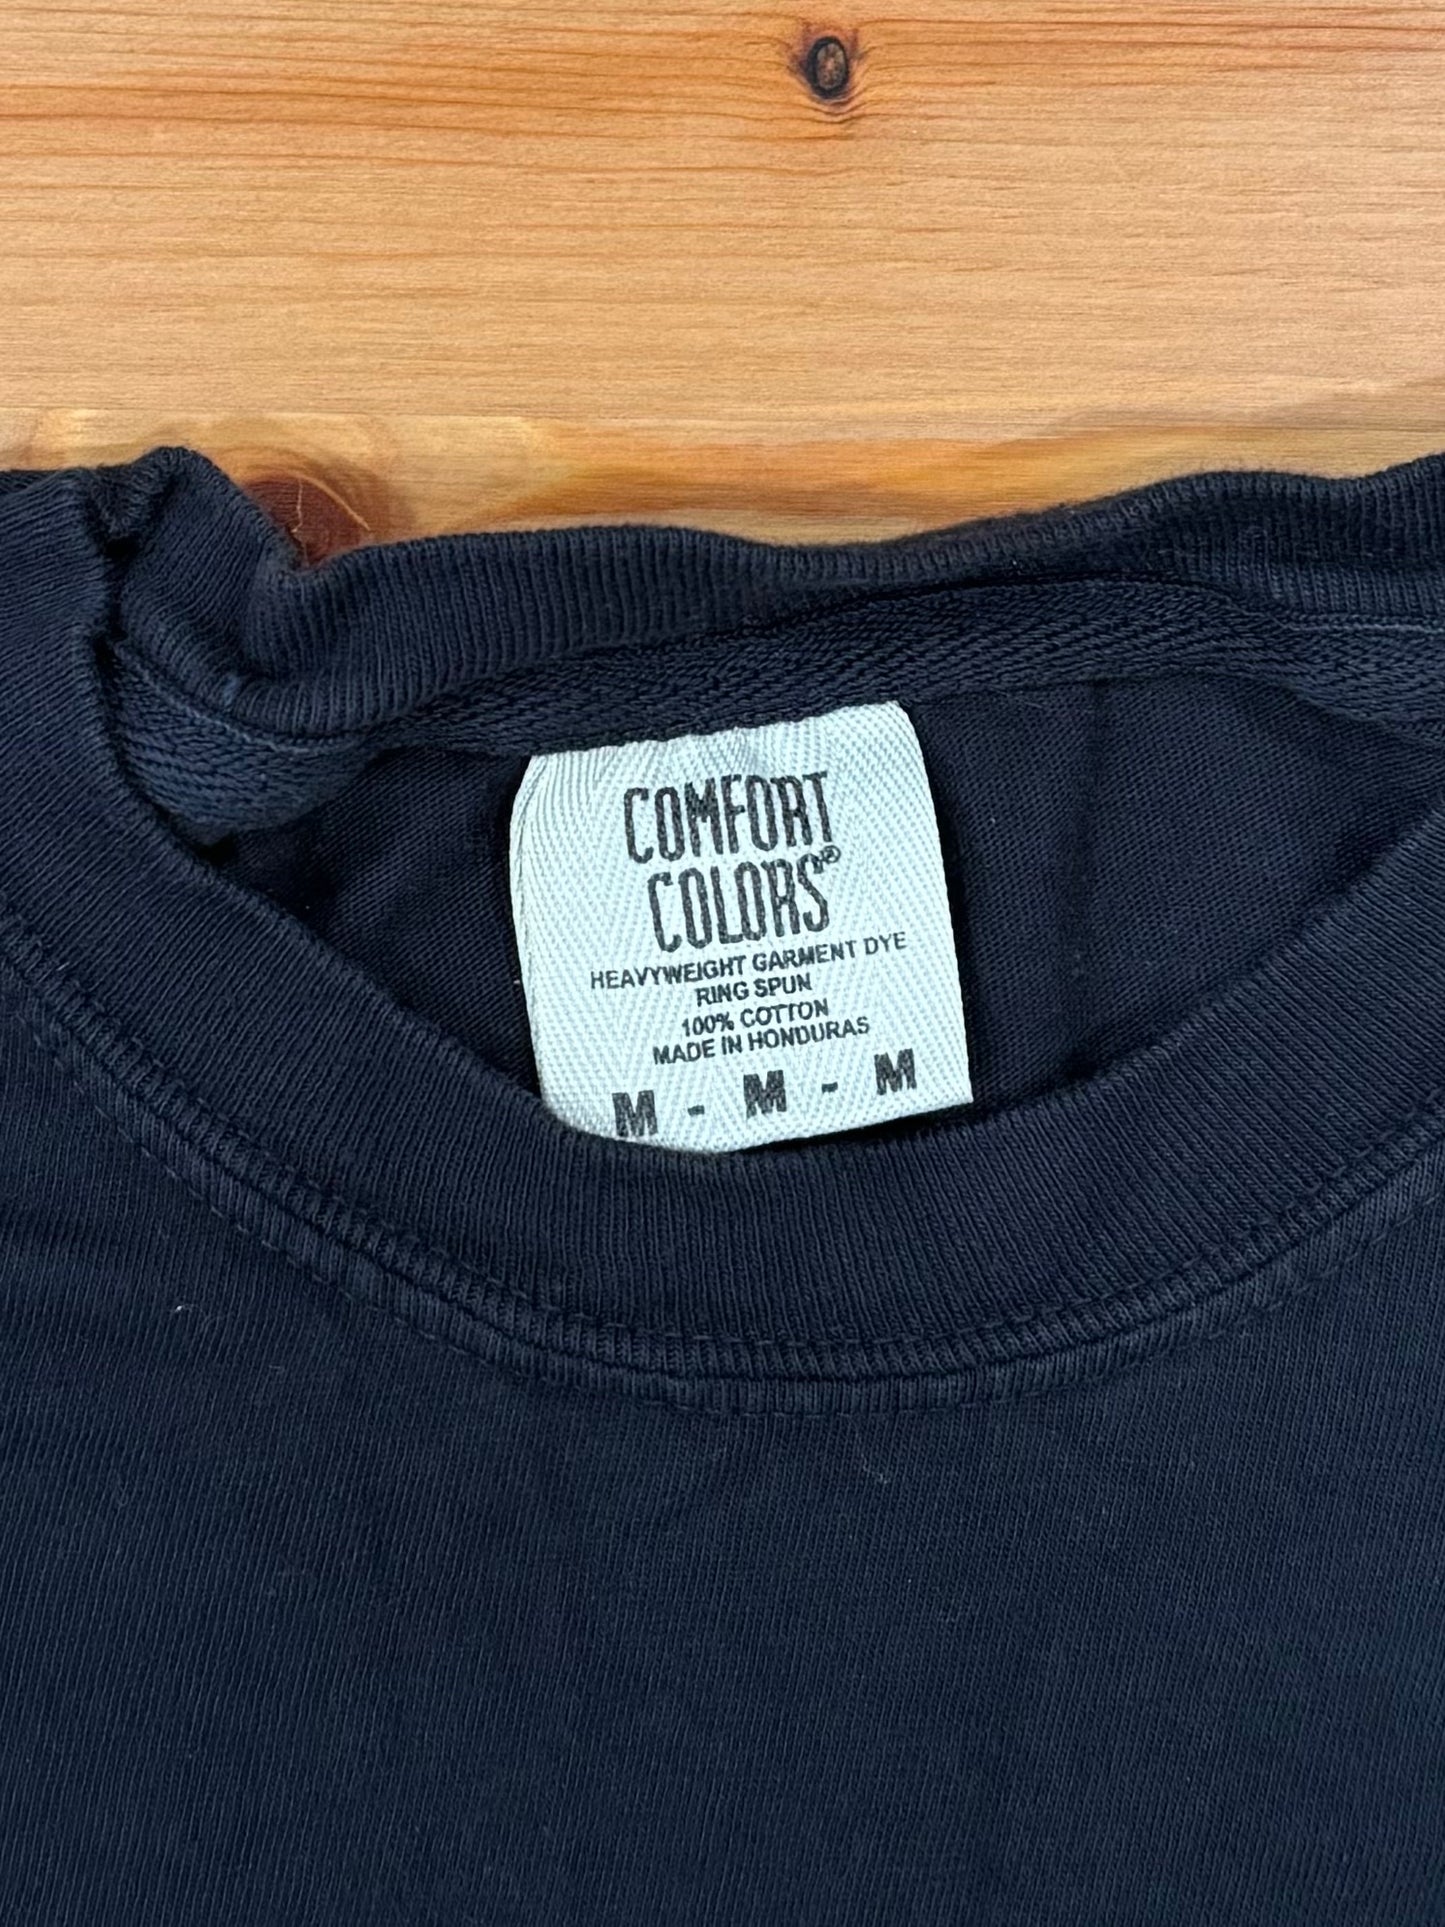 COMFORT
COLORS®
HEAVYWEIGHT GARMENT DYE
RING SPUN
100% COTTON
MADE IN HONDURAS
M - M - M